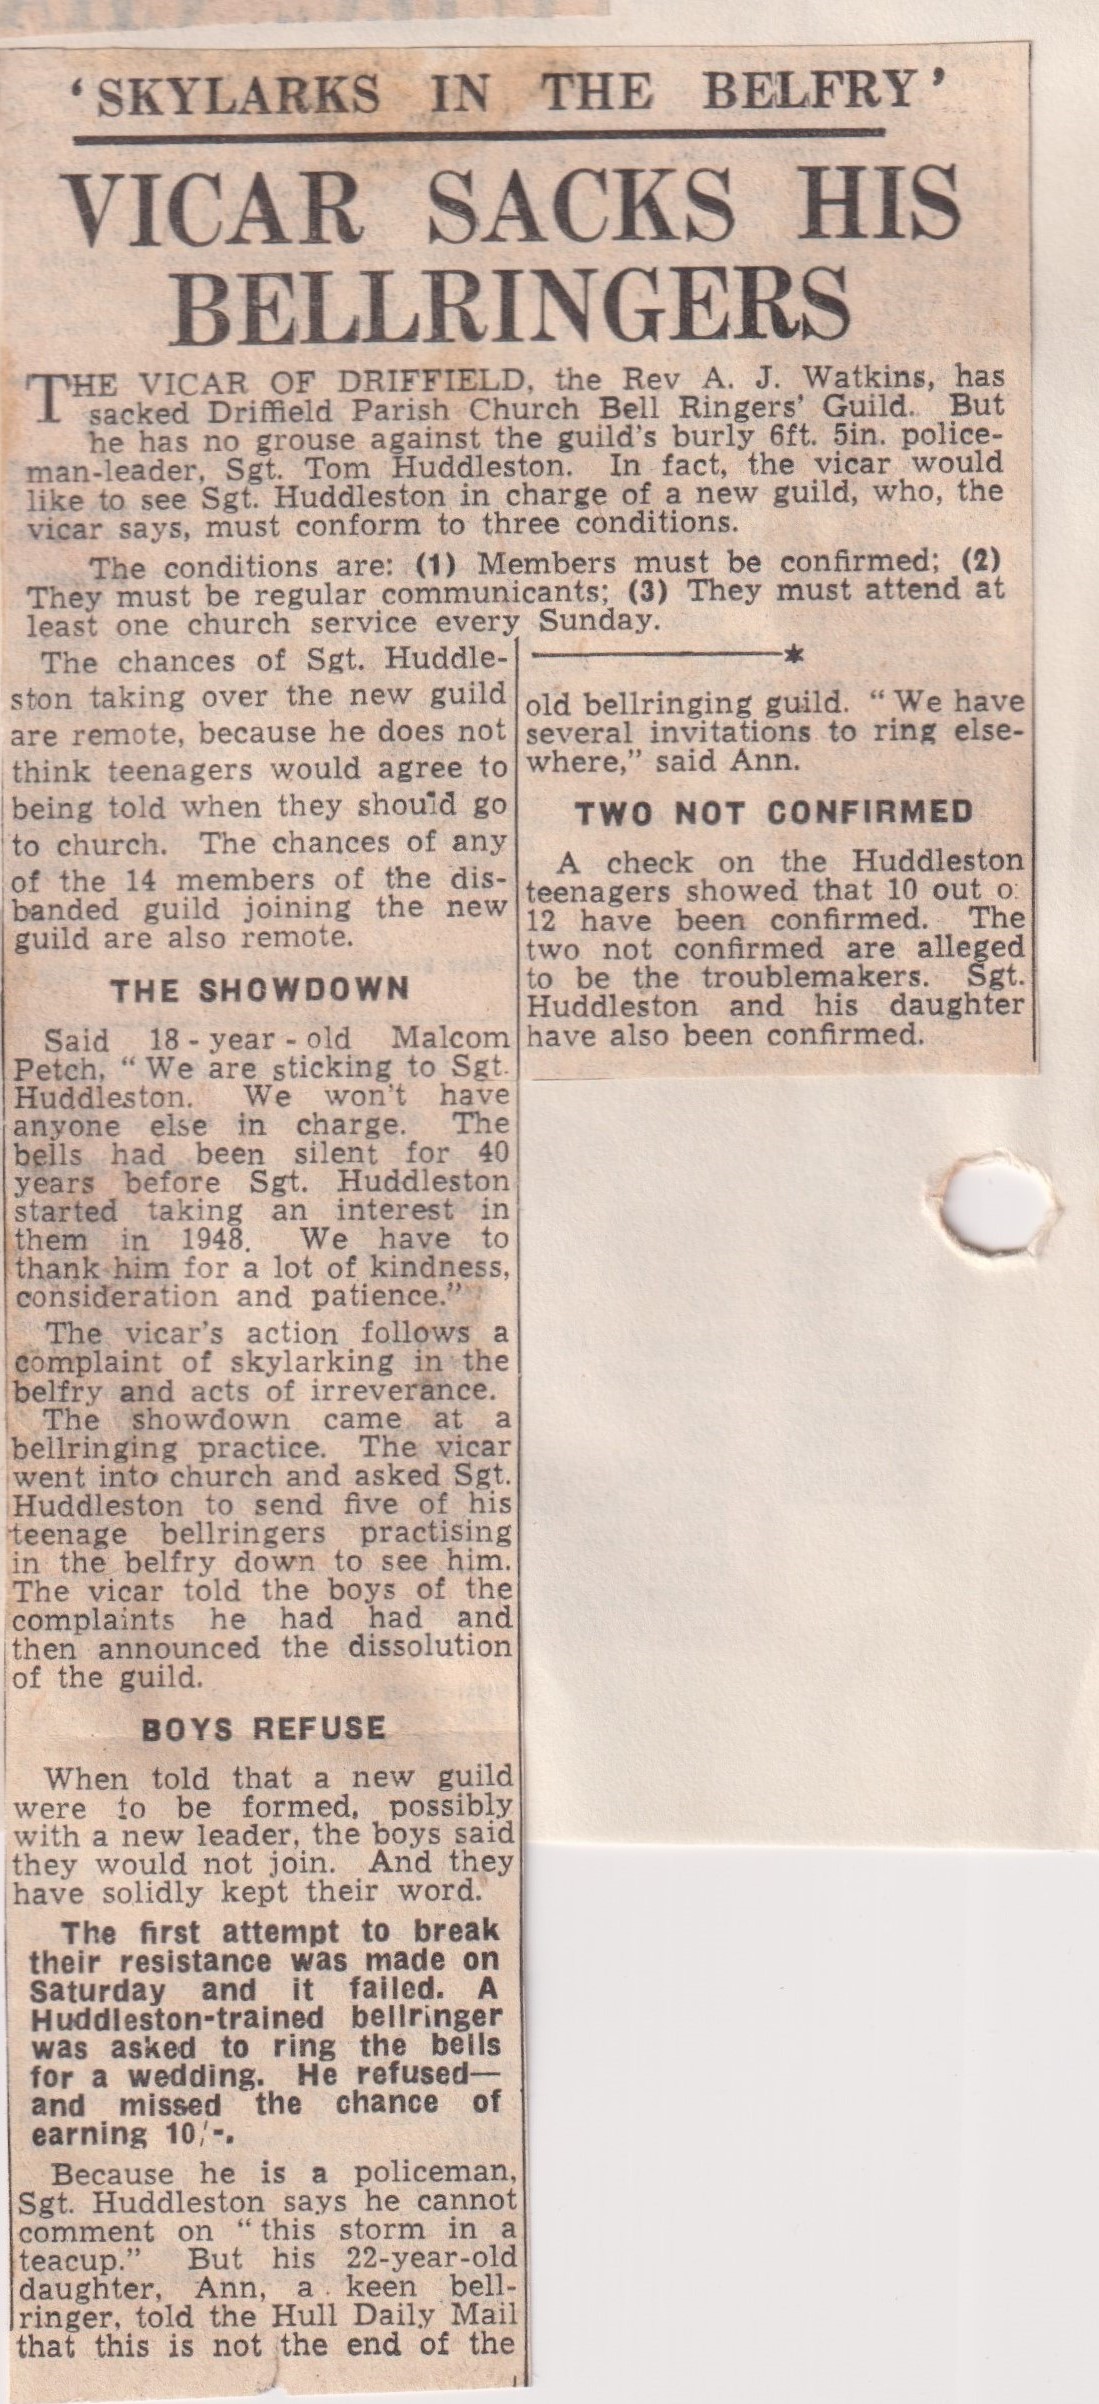 ‘SKYLARKS IN THE BELFRY’
VICAR SACKS HIS
BELLRINGERS
THE VICAR OF DRIFFIELD, the Rev A. J. Watkins, has
sacked Driffield Parish Church Bell Ringers’ Guild. But
he has no grouse against the guild’s burly 6ft. 5in. police-
man-leader, Sgt. Tom Huddleston. In fact, the vicar would
like to see Sgt. Huddleston in charge of a new guild, who, the
vicar says, must conform to three conditions.
The conditions are: (1) Members must be confirmed; (2)
They must be regular communicants; (3) They must attend at
least one church service every Sunday.
The chances of Sgt. Huddle-
ston taking over the new guild
are remote, because he does not
think teenagers would agree to
being told when they should go
to church. The chances of any
of the 14 members of the dis-
banded guild joining the new
guild are also remote.
THE SHOWDOWN
Said 18-year-old Malcom
Petch, “We are sticking to Sgt.
Huddleston. We won’t have
anyone else in charge. The
bells had been silent for 40
years before Sgt. Huddleston
started taking an interest in
them in 1948. We have to
thank him for a lot of kindness,
consideration and patience.”
The vicar’s action follows a
complaint of skylarking in the
belfry and acts of irreverance.
The showdown came at a
bellringing practice. The vicar
went into church and asked Sgt.
Huddleston to send five of his
teenage bellringers practising
in the belfry down to see him.
The vicar told the boys of the
complaints he had had and
then announced the dissolution
of the guild.
BOYS REFUSE
When told that a new guild
were to be formed, possibly
with a new leader, the boys said
they would not join. And they
have solidly kept their word.
The first attempt to break
their resistance was made on
Saturday and it failed. A
Huddleston-trained bellringer
was asked to ring the bells
for a wedding. He refused—
and missed the chance of
earning 10/-.
Because he is a policeman,
Sgt. Huddleston says he cannot
comment on “this storm in a
teacup.” But his 22-year-old
daughter, Ann, a keen bell-
ringer, told the Hull Daily Mail
that this is not the end of the
old bellringing guild. “We have
several invitations to ring else-
where,” said Ann.
TWO NOT CONFIRMED
A check on the Huddleston
teenagers showed that 10 out o
12 have been confirmed. The
two not confirmed are alleged
to be the troublemakers. Sgt.
Huddleston and his daughter
have also been confirmed.